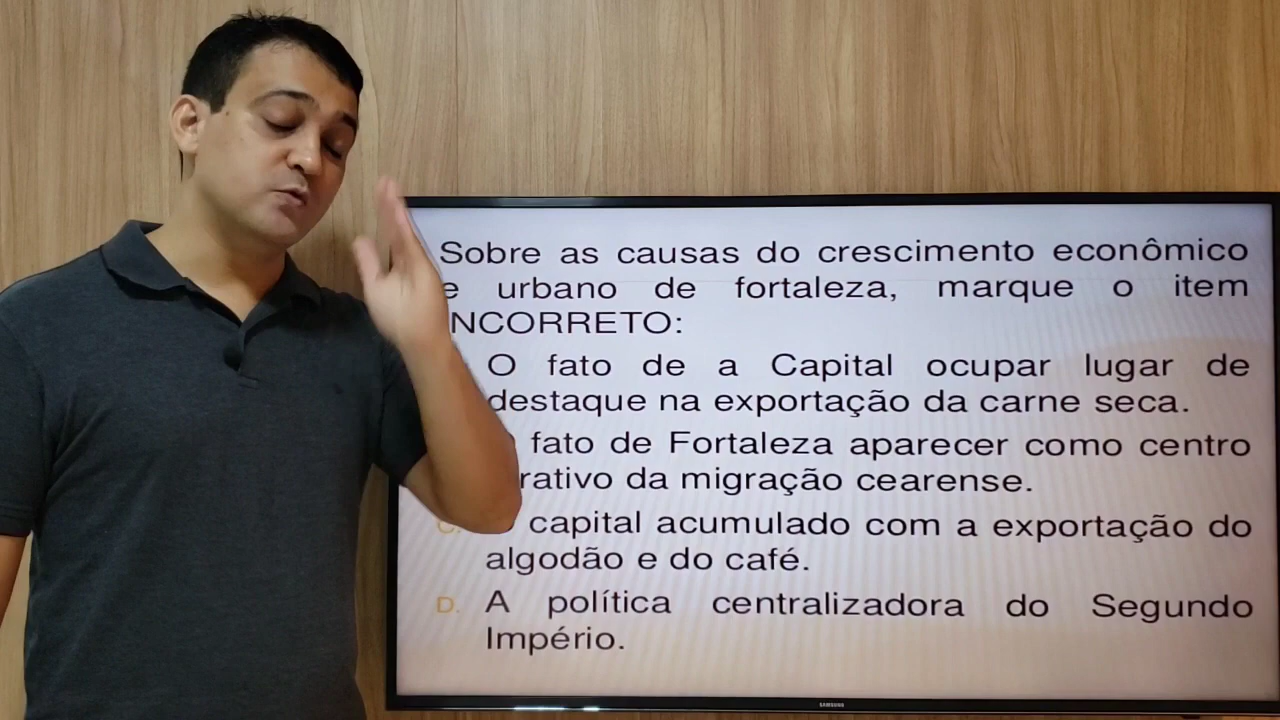 Sobre as causas do crescimento econômico
e urbano de fortaleza, marque o item
NCORRETO:
O fato de a Capital ocupar lugar de
destaque na exportação da carne seca.
fato de Fortaleza aparecer como centro
rativo da migração cearense.
C. capital acumulado com a exportação do
algodão e do café.
D. A política centralizadora do Segundo
Império.
SAMSUNG